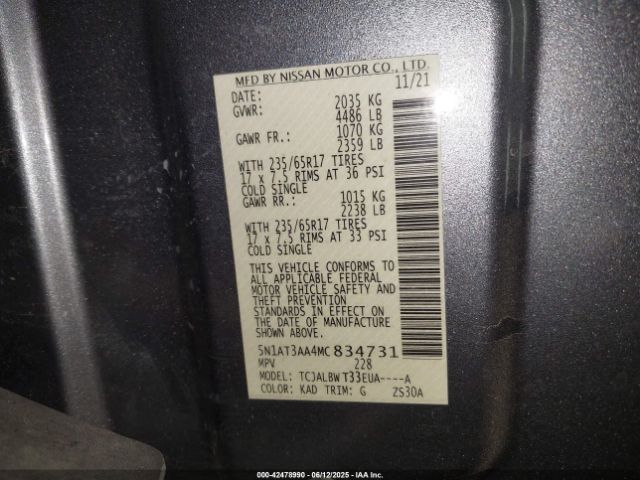 MFD BY NISSAN MOTOR CO., LTD.
DATE: 11/21
GVWR: 2035 KG
4486 LB
GAWR FR.: 1070 KG
2359 LB
WITH 235/65R17 TIRES
17 x 7.5 RIMS AT 36 PSI
COLD SINGLE
GAWR RR.: 1015 KG
2238 LB
WITH 235/65R17 TIRES
17 x 7.5 RIMS AT 33 PSI
COLD SINGLE
THIS VEHICLE CONFORMS TO
ALL APPLICABLE FEDERAL
MOTOR VEHICLE SAFETY AND
THEFT PREVENTION
STANDARDS IN EFFECT ON
THE DATE OF MANUFACTURE
SHOWN ABOVE.
5N1AT3AA4MC834731
MPV 228
MODEL: TCJALBW T33EUA----A
COLOR: KAD TRIM: G ZS30A
000-42478990 - 06/12/2025 - IAA Inc.